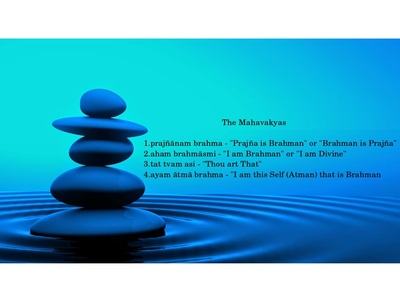 The Mahavakyas
1.prajñānam brahma - "Prajña is Brahman" or "Brahman is Prajña"
2.aham brahmāsmi - "I am Brahman" or "I am Divine"
3.tat tvam asi - "Thou art That"
4.ayam ātmā brahma - "I am this Self (Atman) that is Brahman